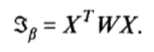 ℑ_β = X^T WX.